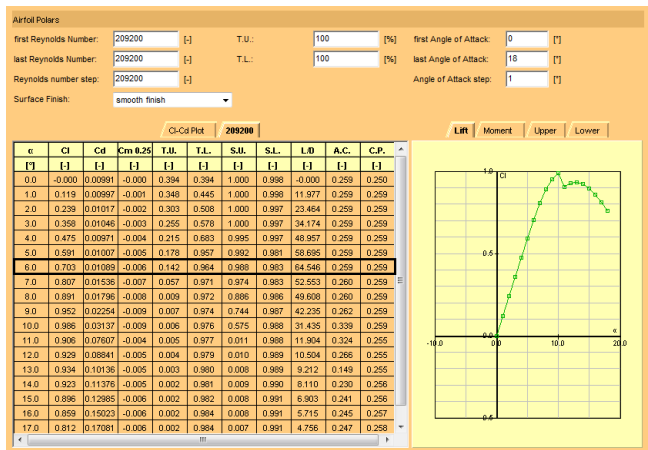 Airfoil Polars
first Reynolds Number: 209200 [-] T.U.: 100 [%] first Angle of Attack: 0 [°]
last Reynolds Number: 209200 [-] T.L.: 100 [%] last Angle of Attack: 18 [°]
Reynolds number step: 209200 [-] Angle of Attack step: 1 [°]
Surface Finish: smooth finish
Cl-Cd Plot 209200 Lift Moment Upper Lower
α Cl Cd Cm 0.25 T.U. T.L. S.U. S.L. L/D A.C. C.P.
[°] [-] [-] [-] [-] [-] [-] [-] [-] [-] [-]
0.0 -0.000 0.00991 -0.000 0.394 0.394 1.000 0.998 -0.000 0.259 0.250
1.0 0.119 0.00997 -0.001 0.348 0.445 1.000 0.998 11.977 0.259 0.259
2.0 0.239 0.01017 -0.002 0.303 0.508 1.000 0.997 23.464 0.259 0.259
3.0 0.358 0.01046 -0.003 0.255 0.578 1.000 0.997 34.174 0.259 0.259
4.0 0.475 0.00971 -0.004 0.215 0.683 0.995 0.997 48.957 0.259 0.259
5.0 0.591 0.01007 -0.005 0.178 0.957 0.992 0.981 58.695 0.259 0.259
6.0 0.703 0.01089 -0.006 0.142 0.964 0.988 0.983 64.546 0.259 0.259
7.0 0.807 0.01536 -0.007 0.057 0.971 0.974 0.983 52.553 0.260 0.259
8.0 0.891 0.01796 -0.008 0.009 0.972 0.886 0.986 49.608 0.260 0.259
9.0 0.952 0.02254 -0.009 0.007 0.974 0.744 0.987 42.235 0.262 0.259
10.0 0.986 0.03137 -0.009 0.006 0.976 0.575 0.988 31.435 0.339 0.259
11.0 0.906 0.07607 -0.004 0.005 0.977 0.011 0.988 11.904 0.324 0.255
12.0 0.929 0.08841 -0.005 0.004 0.979 0.010 0.989 10.504 0.266 0.255
13.0 0.934 0.10136 -0.005 0.003 0.980 0.008 0.989 9.212 0.149 0.255
14.0 0.923 0.11376 -0.005 0.002 0.981 0.009 0.990 8.110 0.230 0.256
15.0 0.896 0.12985 -0.006 0.002 0.982 0.008 0.991 6.903 0.241 0.256
16.0 0.859 0.15023 -0.006 0.002 0.984 0.008 0.991 5.715 0.245 0.257
17.0 0.812 0.17081 -0.006 0.002 0.984 0.007 0.991 4.756 0.247 0.258
1.0 Cl
0.5
0.0 α
-10.0 0.0 10.0 20.0
-0.5